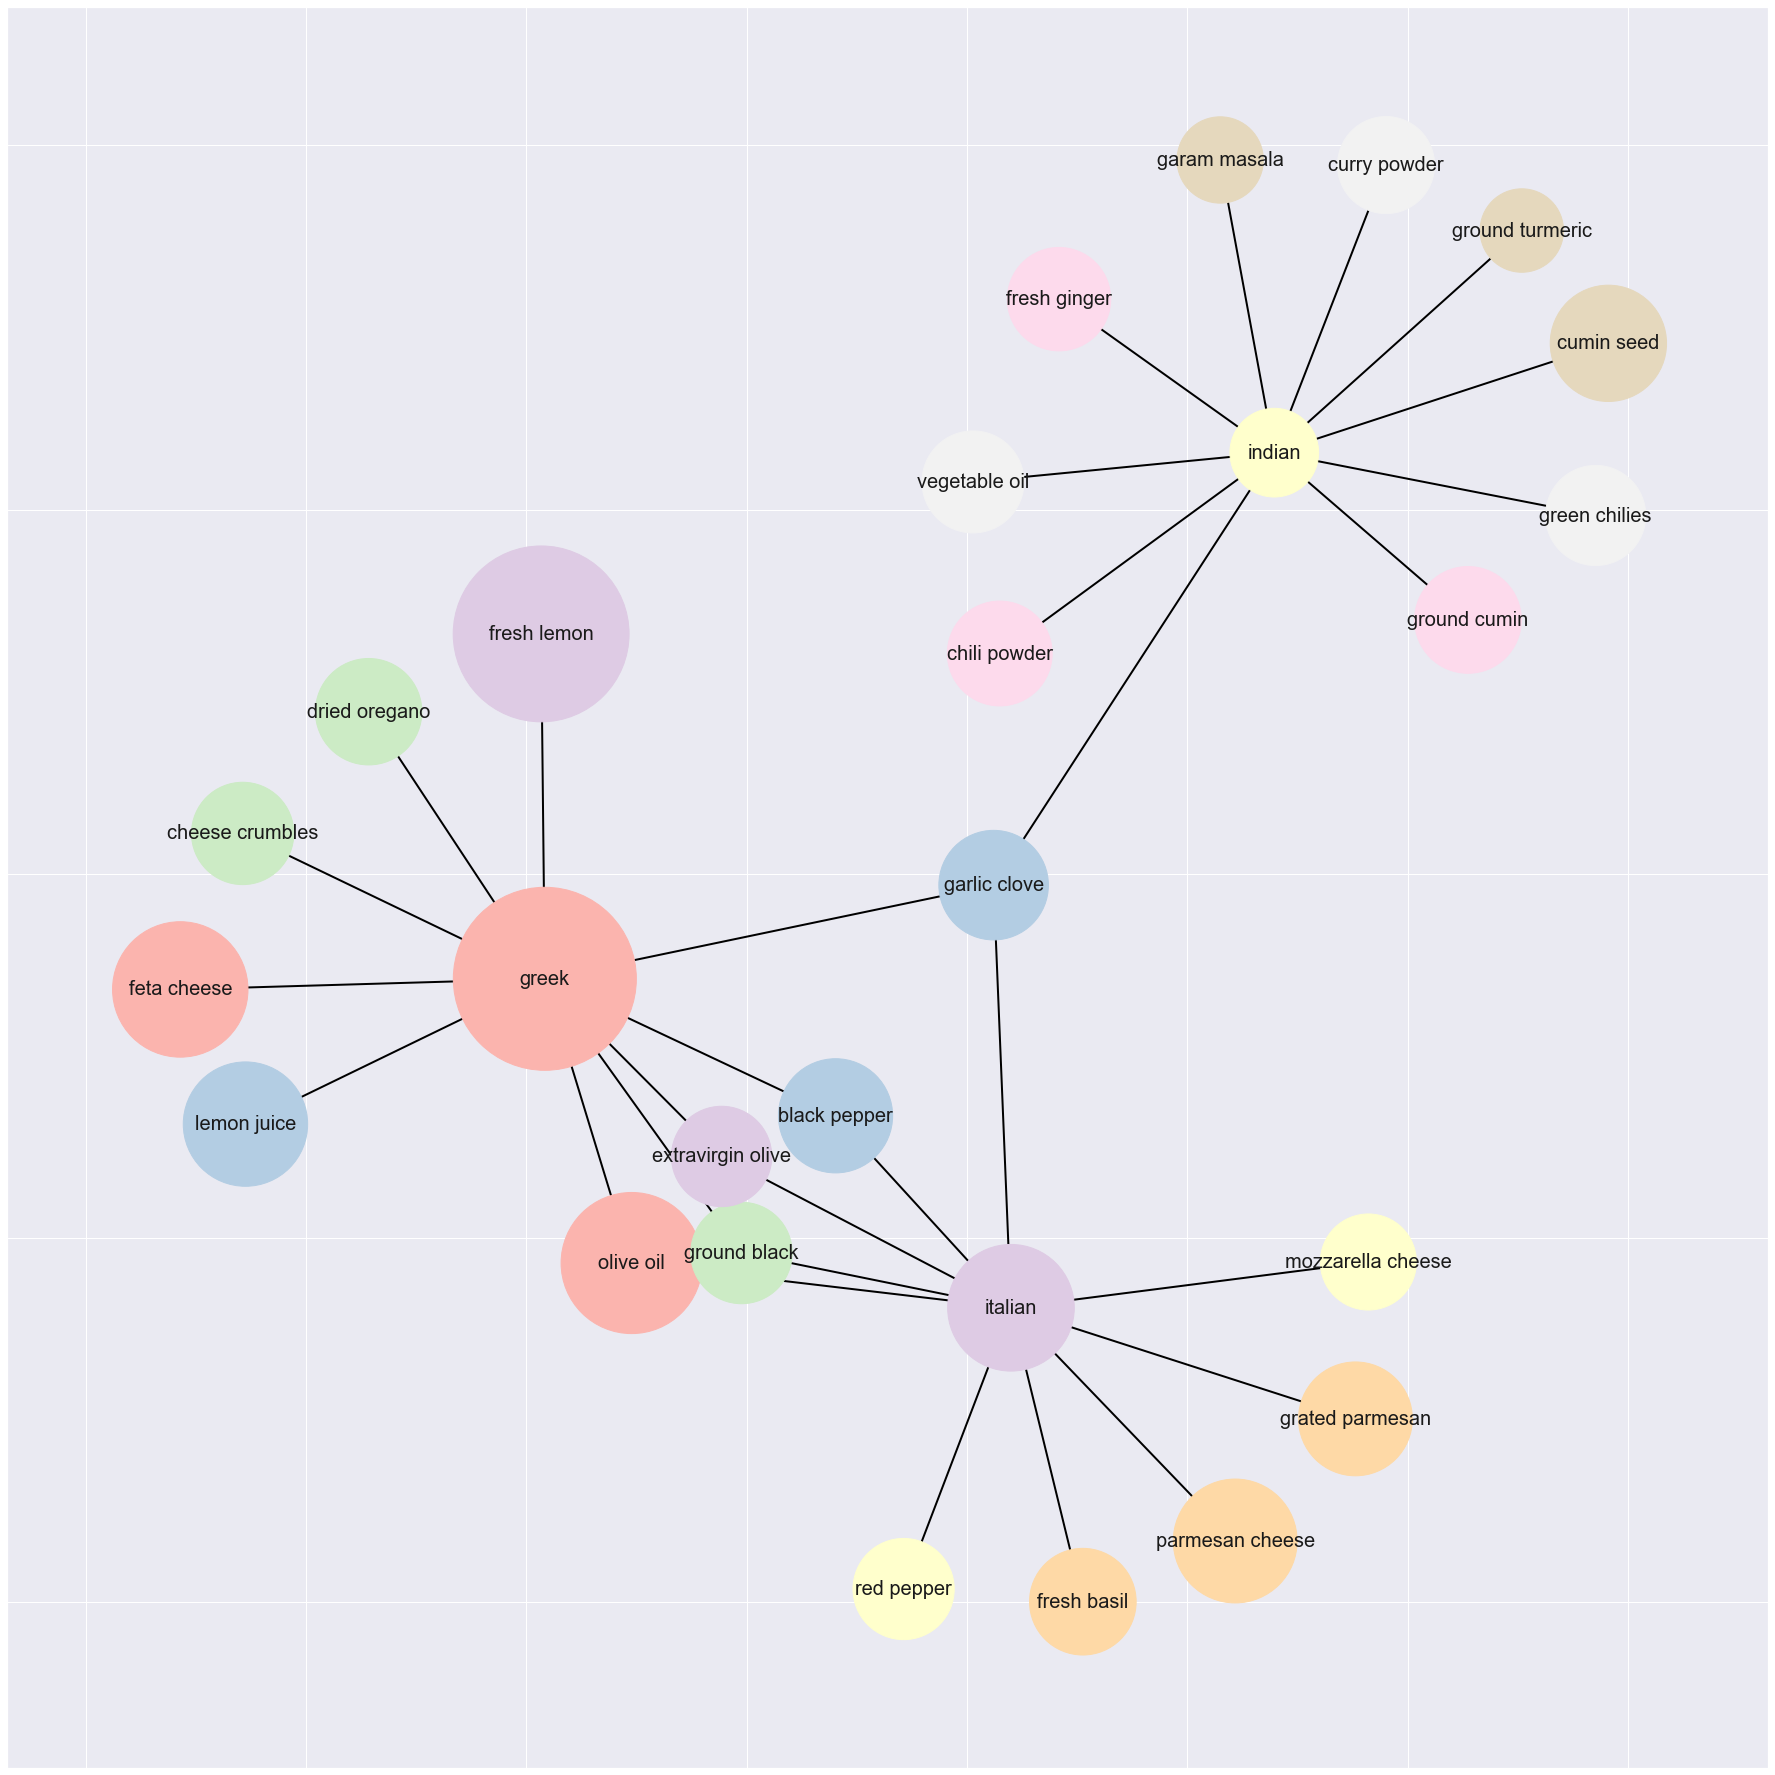 garam masala
curry powder
ground turmeric
fresh ginger
cumin seed
indian
vegetable oil
green chilies
ground cumin
fresh lemon
chili powder
dried oregano
cheese crumbles
garlic clove
greek
feta cheese
black pepper
lemon juice
extravirgin olive
ground black
olive oil
mozzarella cheese
italian
grated parmesan
parmesan cheese
red pepper
fresh basil